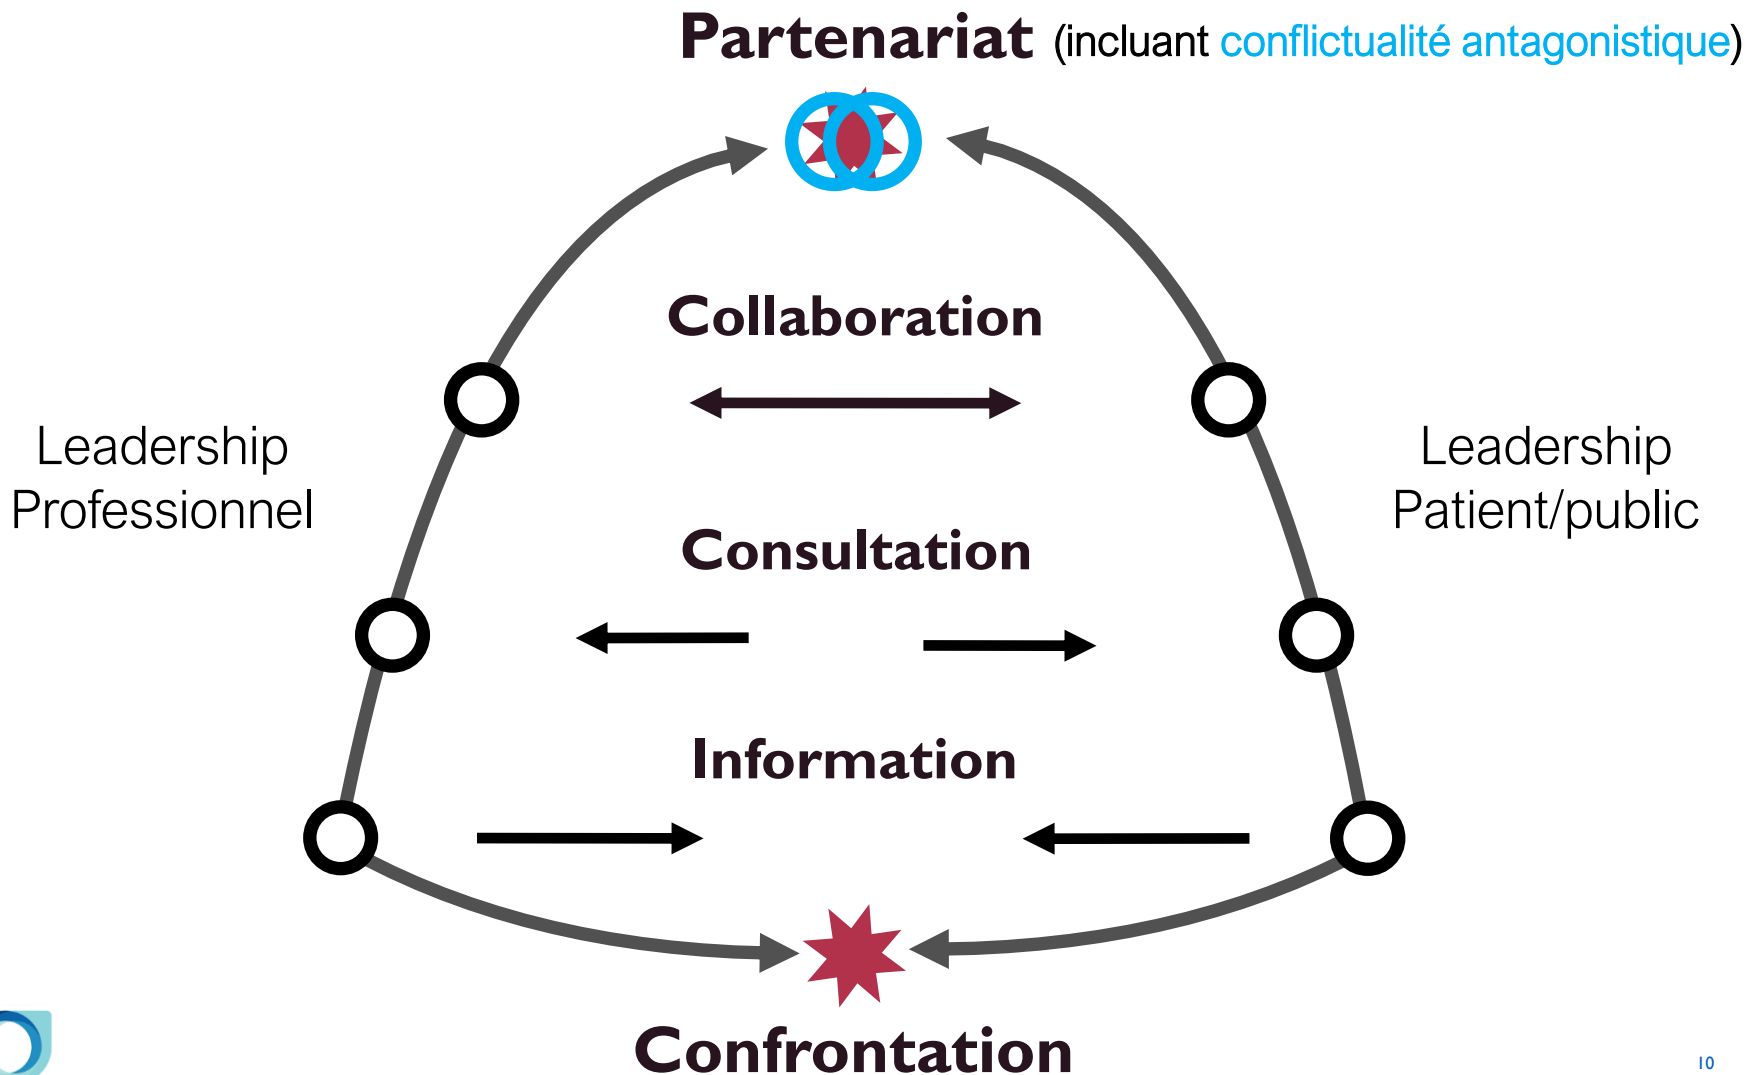 Partenariat (incluant conflictualité antagonistique)
Collaboration
Leadership
Professionnel
Leadership
Patient/public
Consultation
Information
Confrontation
10